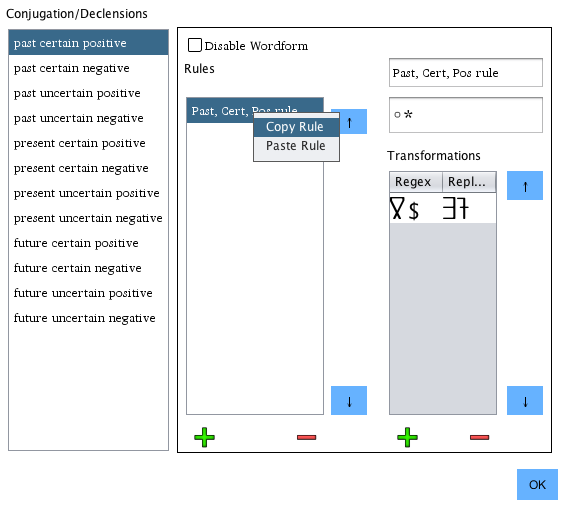 Conjugation/Declensions
past certain positive
past certain negative
past uncertain positive
past uncertain negative
present certain positive
present certain negative
present uncertain positive
present uncertain negative
future certain positive
future certain negative
future uncertain positive
future uncertain negative
Disable Wordform
Rules
Past, Cert, Pos rule
Copy Rule
Paste Rule
↑
↓
Past, Cert, Pos rule
◦*
Transformations
Regex Repl...
$
↑
↓
OK